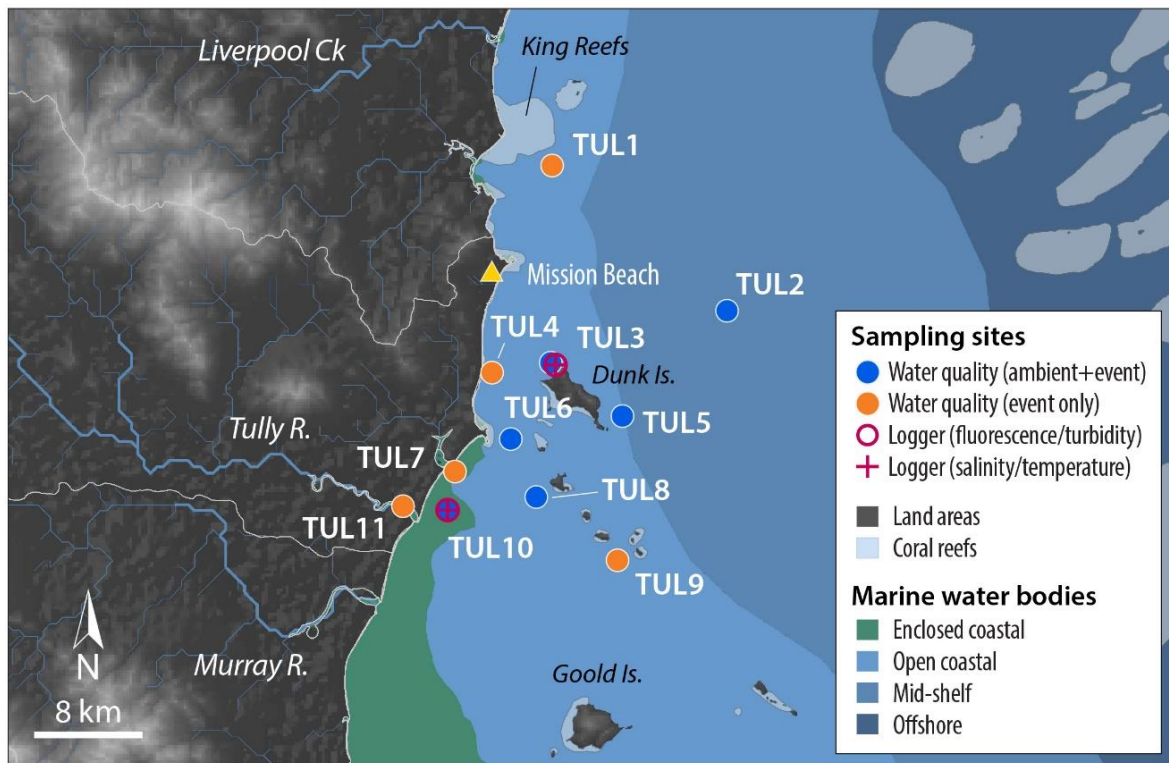 Liverpool Ck
King Reefs
TUL1
Mission Beach
TUL2
TUL4
TUL3
Dunk Is.
TUL6
TUL5
Tully R.
TUL7
TUL8
TUL11
TUL10
TUL9
Murray R.
Goold Is.
N
8 km
Sampling sites
Water quality (ambient+event)
Water quality (event only)
Logger (fluorescence/turbidity)
Logger (salinity/temperature)
Land areas
Coral reefs
Marine water bodies
Enclosed coastal
Open coastal
Mid-shelf
Offshore